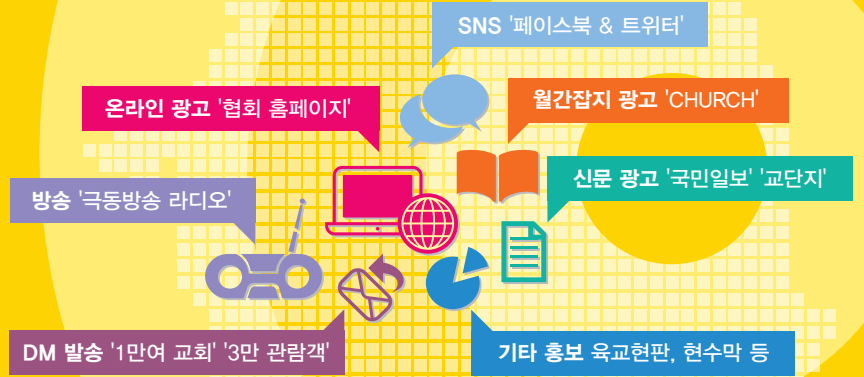 SNS '페이스북 & 트위터'
온라인 광고 '협회 홈페이지'
월간잡지 광고 'CHURCH'
신문 광고 '국민일보' '교단지'
방송 '극동방송 라디오'
DM 발송 '1만여 교회' '3만 관람객'
기타 홍보 육교현판, 현수막 등